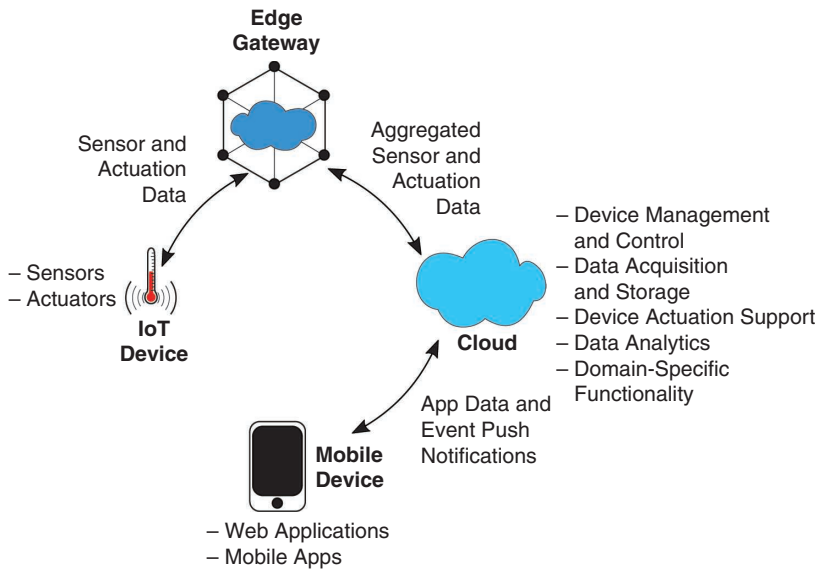 Edge
Gateway
Sensor and
Actuation
Data
Aggregated
Sensor and
Actuation
Data
– Sensors
– Actuators
IoT
Device
Cloud
– Device Management
and Control
– Data Acquisition
and Storage
– Device Actuation Support
– Data Analytics
– Domain-Specific
Functionality
App Data and
Event Push
Notifications
Mobile
Device
– Web Applications
– Mobile Apps